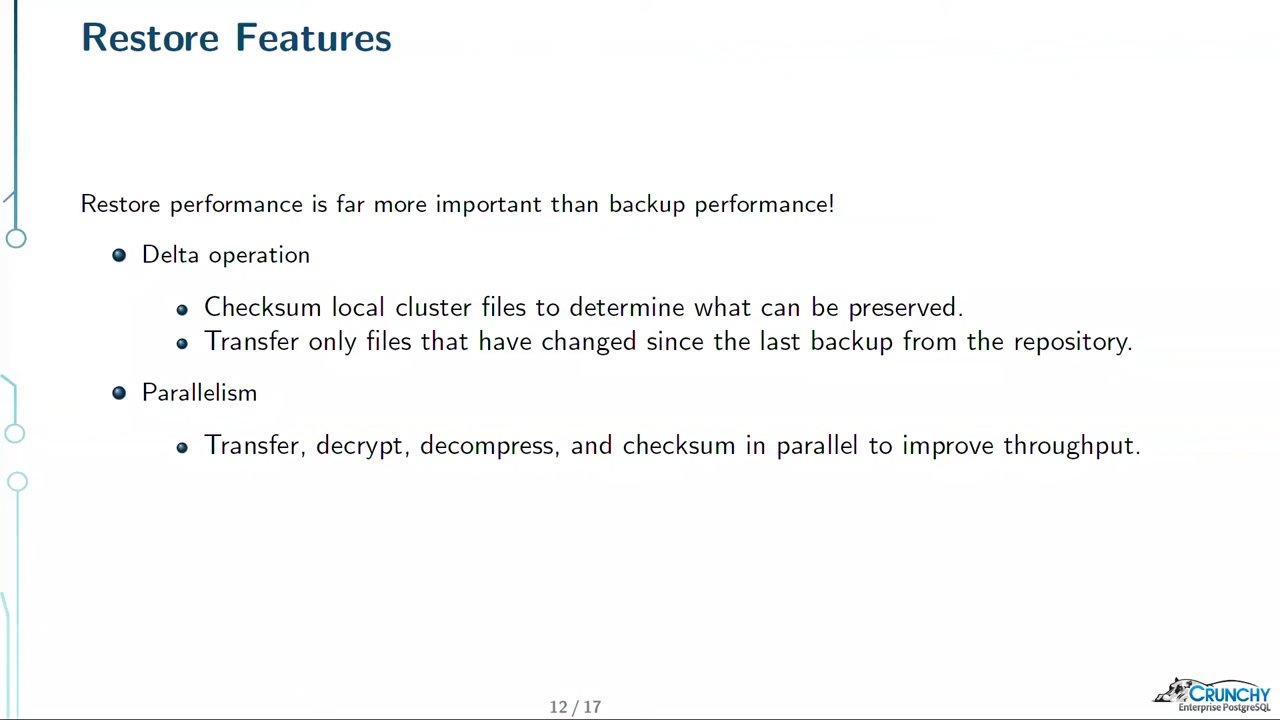 Restore Features
Restore performance is far more important than backup performance!
Delta operation
Checksum local cluster files to determine what can be preserved.
Transfer only files that have changed since the last backup from the repository.
Parallelism
Transfer, decrypt, decompress, and checksum in parallel to improve throughput.
12 / 17
CRUNCHY
Enterprise PostgreSQL